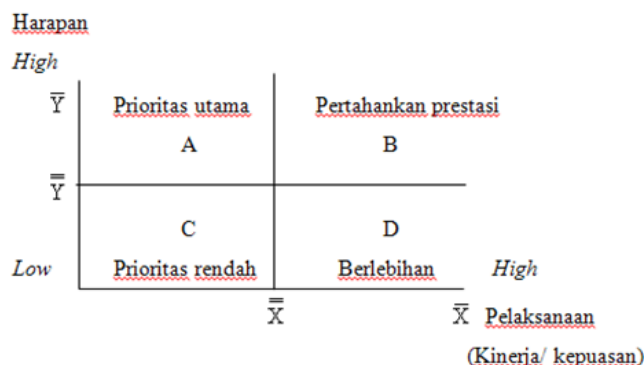 Harapan
High
Y̅ Prioritas utama Pertahankan prestasi
A B
Y̿
C D
Low Prioritas rendah Berlebihan High
X̿ X̅ Pelaksanaan
(Kinerja/ kepuasan)